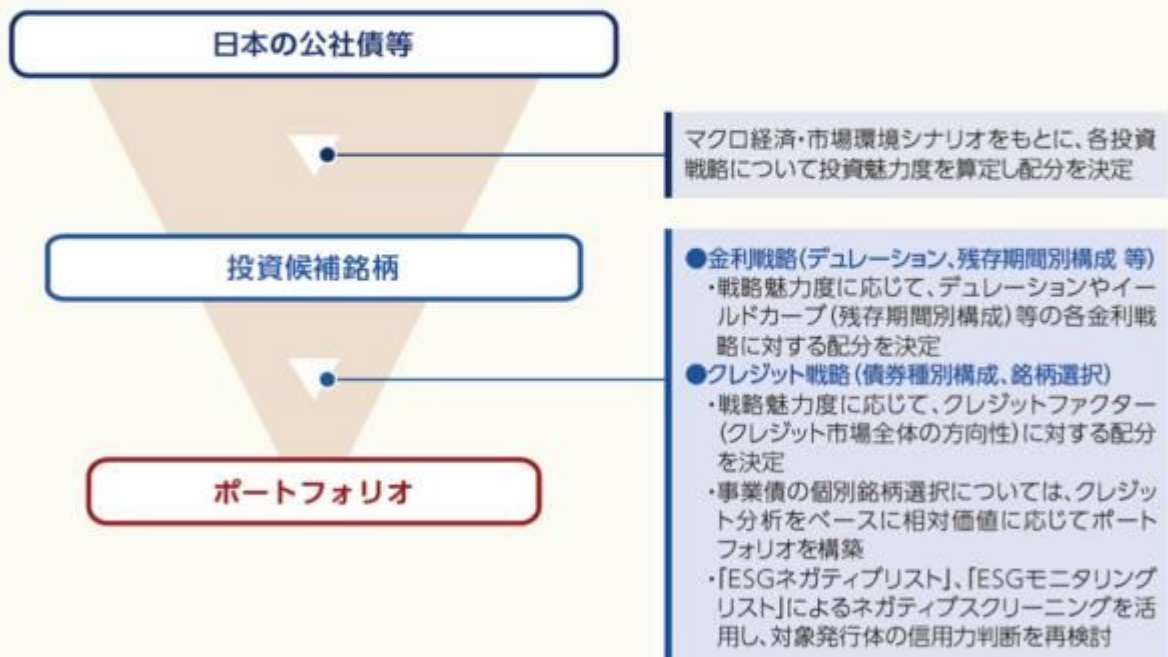 日本の公社債等
マクロ経済・市場環境シナリオをもとに、各投資
戦略について投資魅力度を算定し配分を決定
投資候補銘柄
●金利戦略(デュレーション、残存期間別構成 等)
・戦略魅力度に応じて、デュレーションやイー
ルドカーブ(残存期間別構成)等の各金利戦
略に対する配分を決定
●クレジット戦略(債券種別構成、銘柄選択)
・戦略魅力度に応じて、クレジットファクター
(クレジット市場全体の方向性)に対する配分
を決定
・事業債の個別銘柄選択については、クレジッ
ト分析をベースに相対価値に応じてポート
フォリオを構築
・「ESGネガティブリスト」、「ESGモニタリング
リスト」によるネガティブスクリーニングを活
用し、対象発行体の信用力判断を再検討
ポートフォリオ